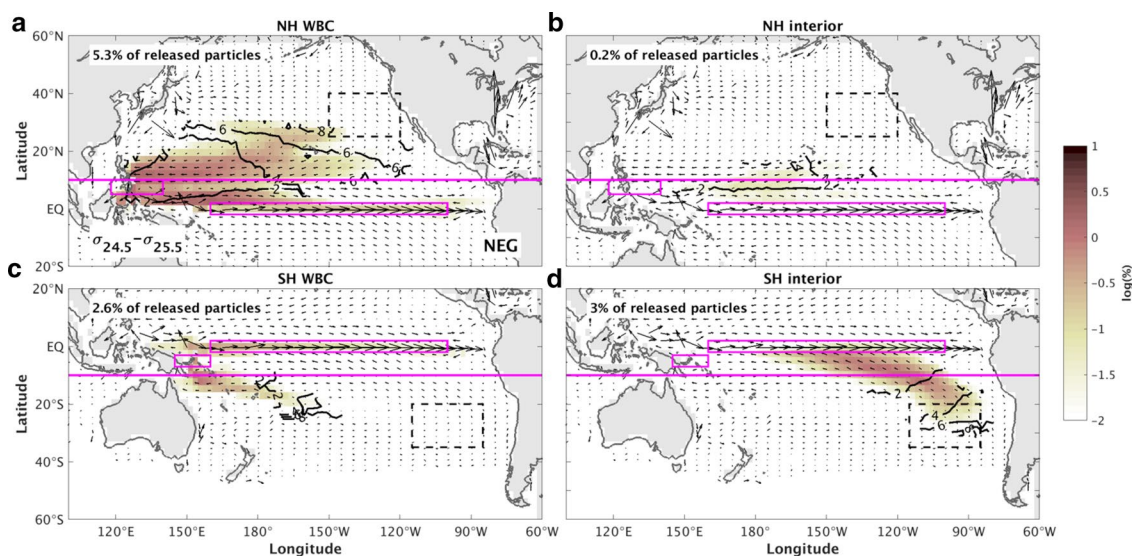 a
NH WBC
b
NH interior
60°N
5.3% of released particles
0.2% of released particles
40°N
Latitude
20°N
EQ
20°S
6
8
6
6
2
2
σ24.5−σ25.5
NEG
c
SH WBC
d
SH interior
20°N
2.6% of released particles
3% of released particles
EQ
Latitude
20°S
40°S
60°S
2
2
4
6
120°E 150°E 180° 150°W 120°W 90°W 60°W
120°E 150°E 180° 150°W 120°W 90°W 60°W
Longitude
Longitude
1
0.5
0
−0.5
−1
−1.5
−2
log(%)